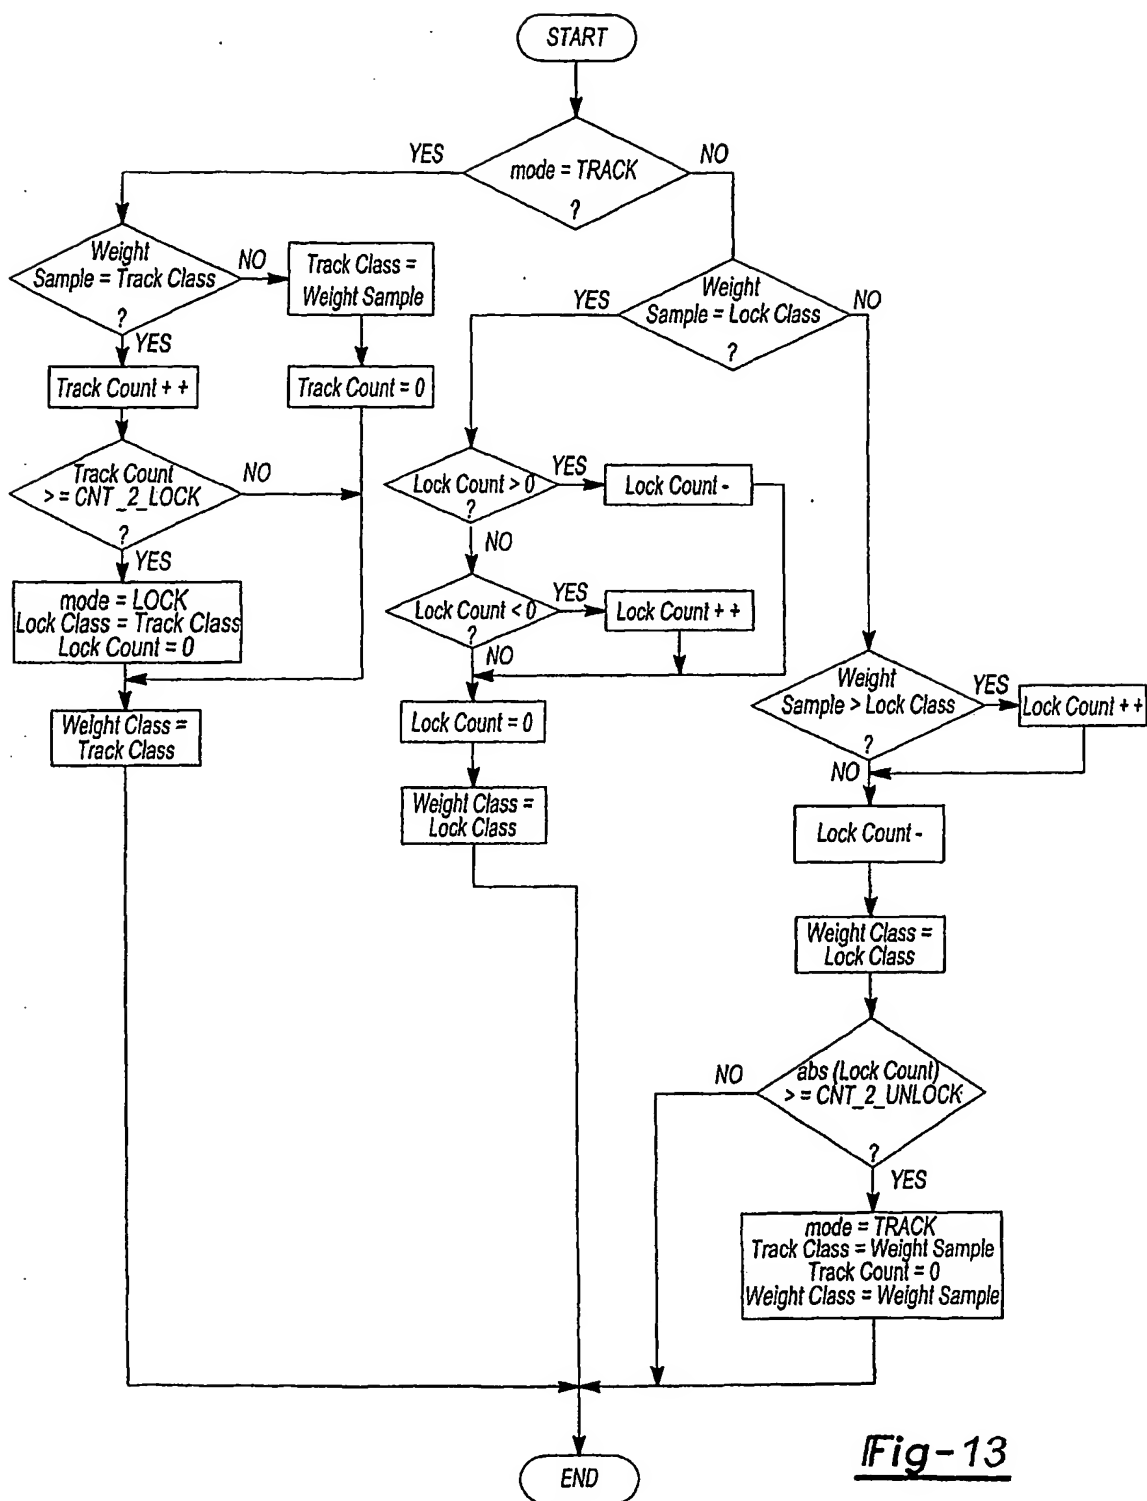 START
YES
NO
mode = TRACK
?
Weight
Sample = Track Class
?
NO
Track Class =
Weight Sample
YES
Track Count + +
Track Count = 0
Track Count
> = CNT_2_LOCK
?
NO
YES
mode = LOCK
Lock Class = Track Class
Lock Count = 0
Weight Class =
Track Class
YES
Weight
Sample = Lock Class
?
NO
Lock Count > 0
?
YES
Lock Count -
NO
Lock Count < 0
?
YES
Lock Count + +
NO
Lock Count = 0
Weight Class =
Lock Class
Weight
Sample > Lock Class
?
YES
Lock Count + +
NO
Lock Count -
Weight Class =
Lock Class
NO
abs (Lock Count)
> = CNT_2_UNLOCK
?
YES
mode = TRACK
Track Class = Weight Sample
Track Count = 0
Weight Class = Weight Sample
END
Fig-13